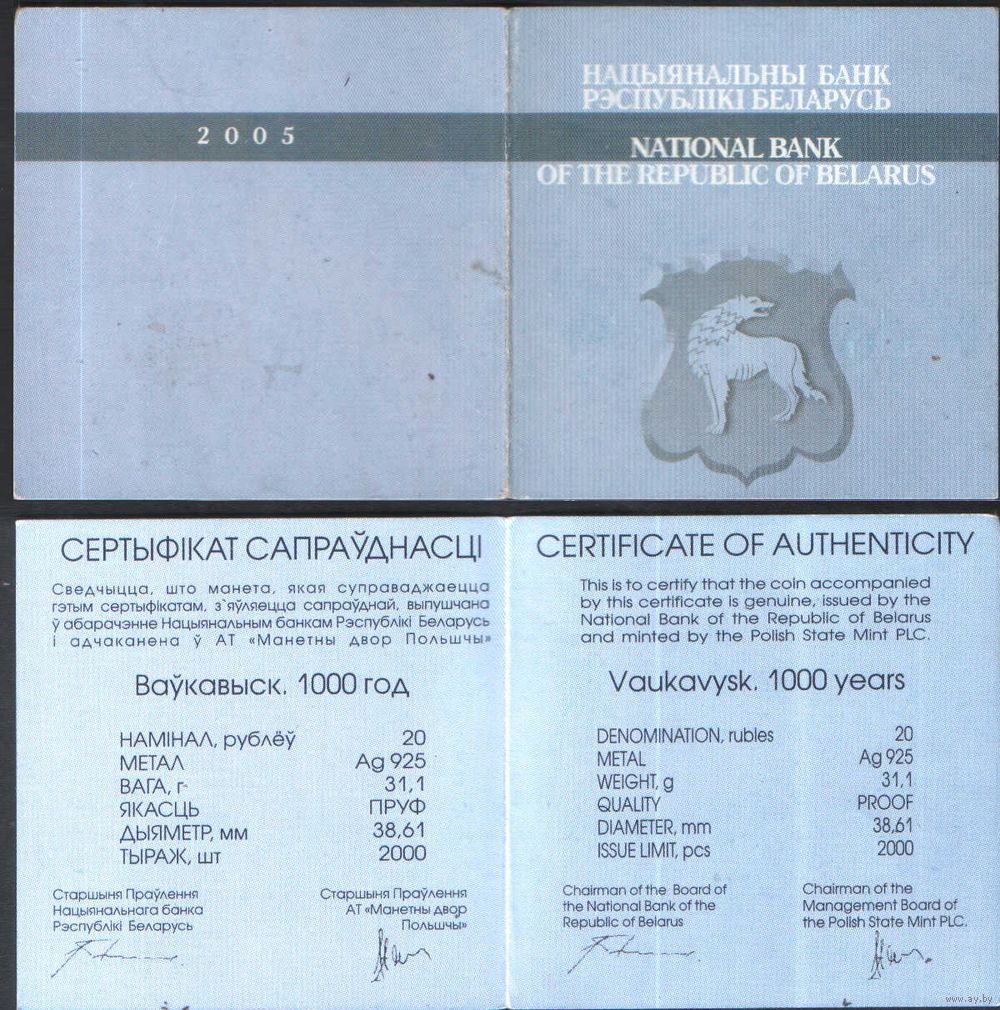 2005
НАЦЫЯНАЛЬНЫ БАНК
РЭСПУБЛІКІ БЕЛАРУСЬ
NATIONAL BANK
OF THE REPUBLIC OF BELARUS
СЕРТЫФІКАТ САПРАЎДНАСЦІ
Сведчыцца, што манета, якая суправаджаецца
гэтым сертыфікатам, з`яўляецца сапраўднай, выпушчана
ў абарачэнне Нацыянальным банкам Рэспублікі Беларусь
і адчаканена ў АТ «Манетны двор Польшчы»
Ваўкавыск. 1000 год
НАМІНАЛ, рублёў 20
МЕТАЛ Ag 925
ВАГА, г 31,1
ЯКАСЦЬ ПРУФ
ДЫЯМЕТР, мм 38,61
ТЫРАЖ, шт 2000
Старшыня Праўлення
Нацыянальнага банка
Рэспублікі Беларусь
Старшыня Праўлення
АТ «Манетны двор
Польшчы»
CERTIFICATE OF AUTHENTICITY
This is to certify that the coin accompanied
by this certificate is genuine, issued by the
National Bank of the Republic of Belarus
and minted by the Polish State Mint PLC.
Vaukavysk. 1000 years
DENOMINATION, rubles 20
METAL Ag 925
WEIGHT, g 31,1
QUALITY PROOF
DIAMETER, mm 38,61
ISSUE LIMIT, pcs 2000
Chairman of the Board of
the National Bank of the
Republic of Belarus
Chairman of the
Management Board of
the Polish State Mint PLC.
www.ay.by